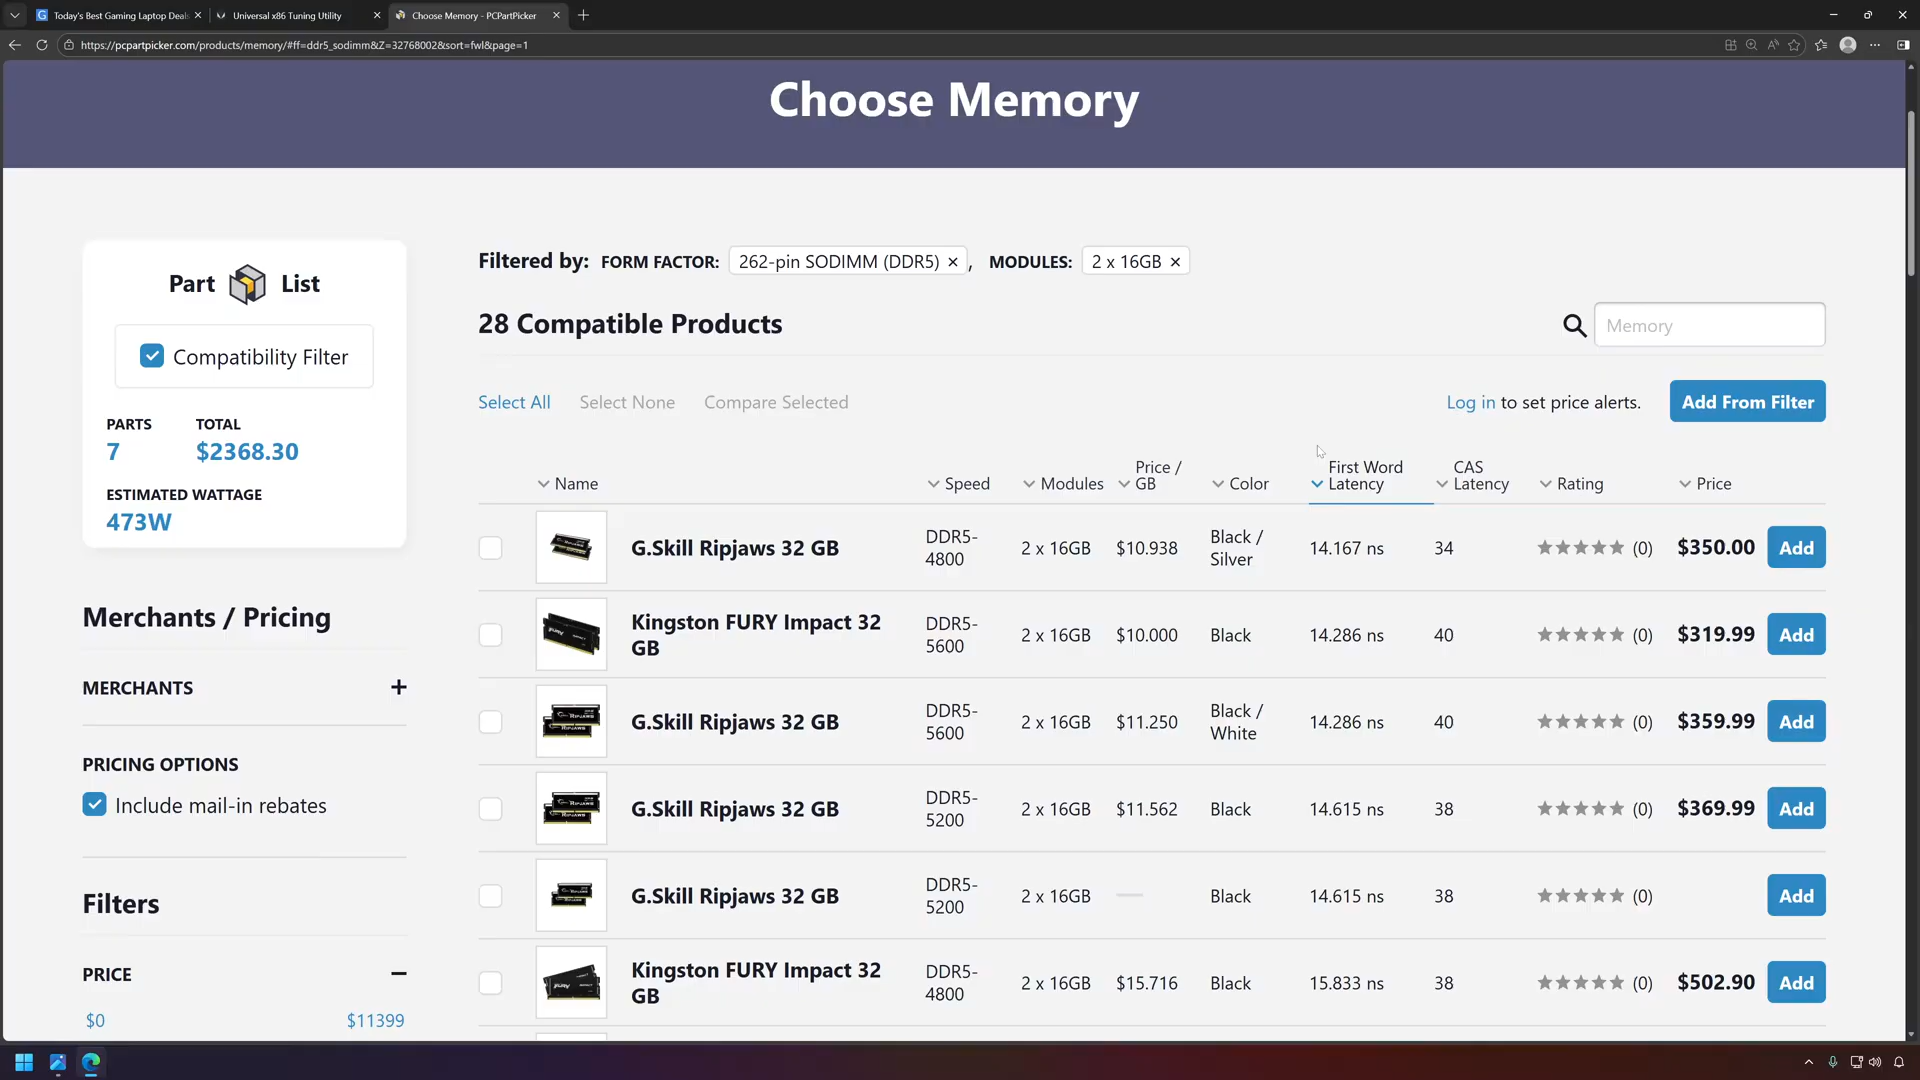 Today's Best Gaming Laptop Deal
Universal x86 Tuning Utility
Choose Memory - PCPartPicker
https://pcpartpicker.com/products/memory/#ff=ddr5_sodimm&Z=32768002&sort=fwl&page=1
Choose Memory
Part List
Compatibility Filter
PARTS TOTAL
7 $2368.30
ESTIMATED WATTAGE
473W
Merchants / Pricing
MERCHANTS
PRICING OPTIONS
Include mail-in rebates
Filters
PRICE
$0 $11399
Filtered by: FORM FACTOR: 262-pin SODIMM (DDR5) ×, MODULES: 2 x 16GB ×
28 Compatible Products
Memory
Select All Select None Compare Selected Log in to set price alerts. Add From Filter
Name Speed Modules Price / GB Color First Word Latency CAS Latency Rating Price
G.Skill Ripjaws 32 GB DDR5-4800 2 x 16GB $10.938 Black / Silver 14.167 ns 34 (0) $350.00 Add
Kingston FURY Impact 32 GB DDR5-5600 2 x 16GB $10.000 Black 14.286 ns 40 (0) $319.99 Add
G.Skill Ripjaws 32 GB DDR5-5600 2 x 16GB $11.250 Black / White 14.286 ns 40 (0) $359.99 Add
G.Skill Ripjaws 32 GB DDR5-5200 2 x 16GB $11.562 Black 14.615 ns 38 (0) $369.99 Add
G.Skill Ripjaws 32 GB DDR5-5200 2 x 16GB — Black 14.615 ns 38 (0) Add
Kingston FURY Impact 32 GB DDR5-4800 2 x 16GB $15.716 Black 15.833 ns 38 (0) $502.90 Add